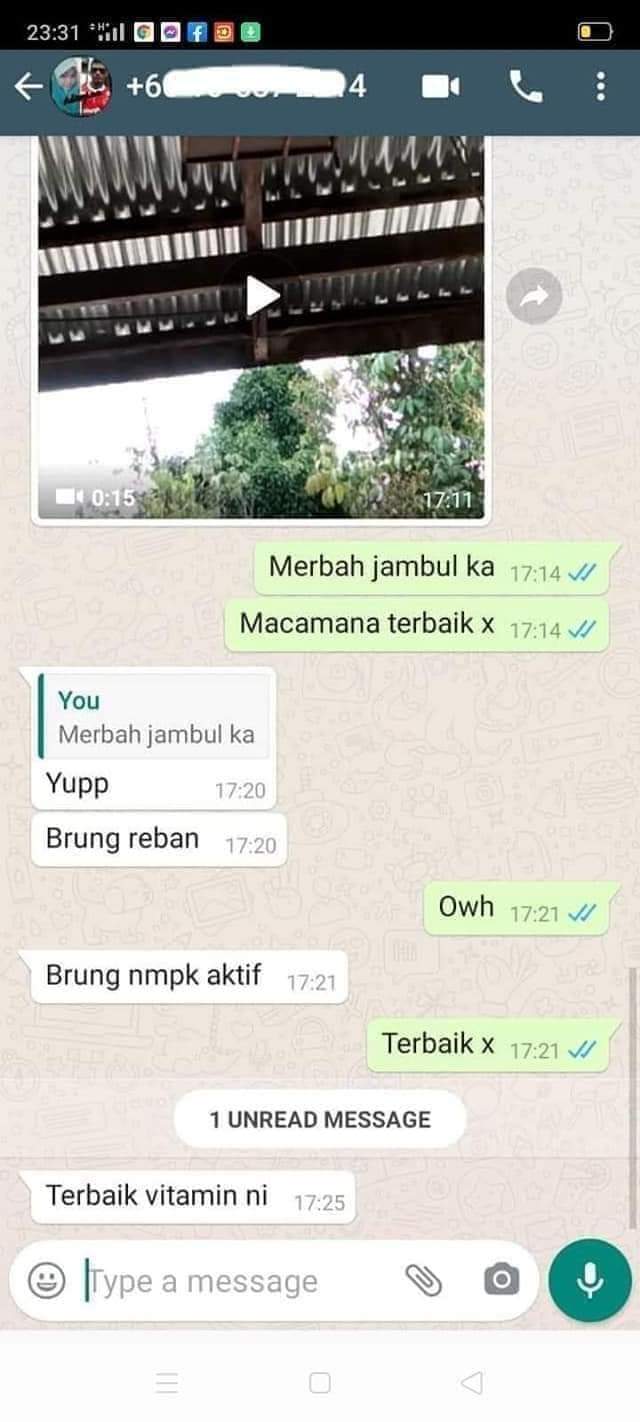 23:31
4
0:15
17:11
Merbah jambul ka 17:14
Macamana terbaik x 17:14
You
Merbah jambul ka
Yupp 17:20
Brung reban 17:20
Owh 17:21
Brung nmpk aktif 17:21
Terbaik x 17:21
1 UNREAD MESSAGE
Terbaik vitamin ni 17:25
Type a message